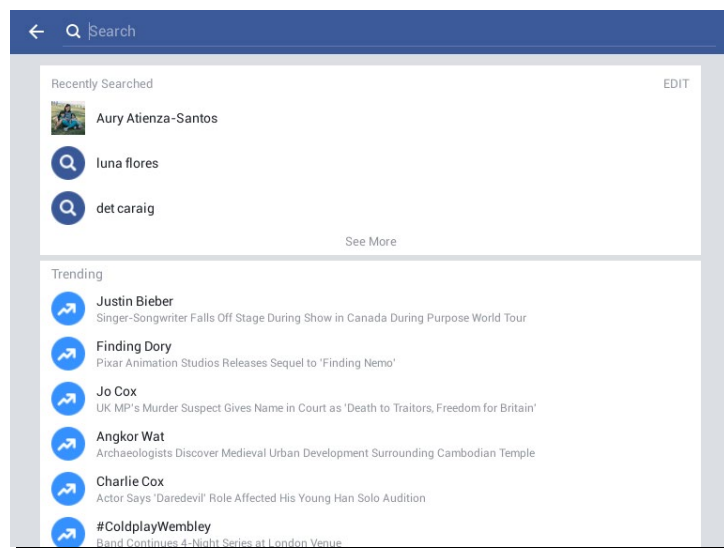 Search
Recently Searched EDIT
Aury Atienza-Santos
luna flores
det caraig
See More
Trending
Justin Bieber
Singer-Songwriter Falls Off Stage During Show in Canada During Purpose World Tour
Finding Dory
Pixar Animation Studios Releases Sequel to 'Finding Nemo'
Jo Cox
UK MP's Murder Suspect Gives Name in Court as 'Death to Traitors, Freedom for Britain'
Angkor Wat
Archaeologists Discover Medieval Urban Development Surrounding Cambodian Temple
Charlie Cox
Actor Says 'Daredevil' Role Affected His Young Han Solo Audition
#ColdplayWembley
Band Continues 4-Night Series at London Venue